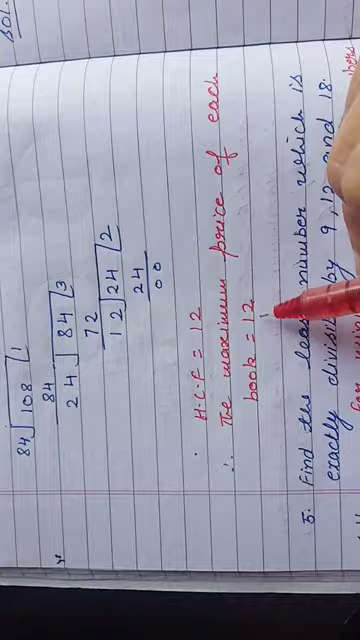 SOL.
84)108(1
84
24)84(3
72
12)24(2
24
00
H.C.F = 12
∴ The maximum price of each
book = 12
5. Find the least number which is
exactly divisible by 9, 12 and 18.